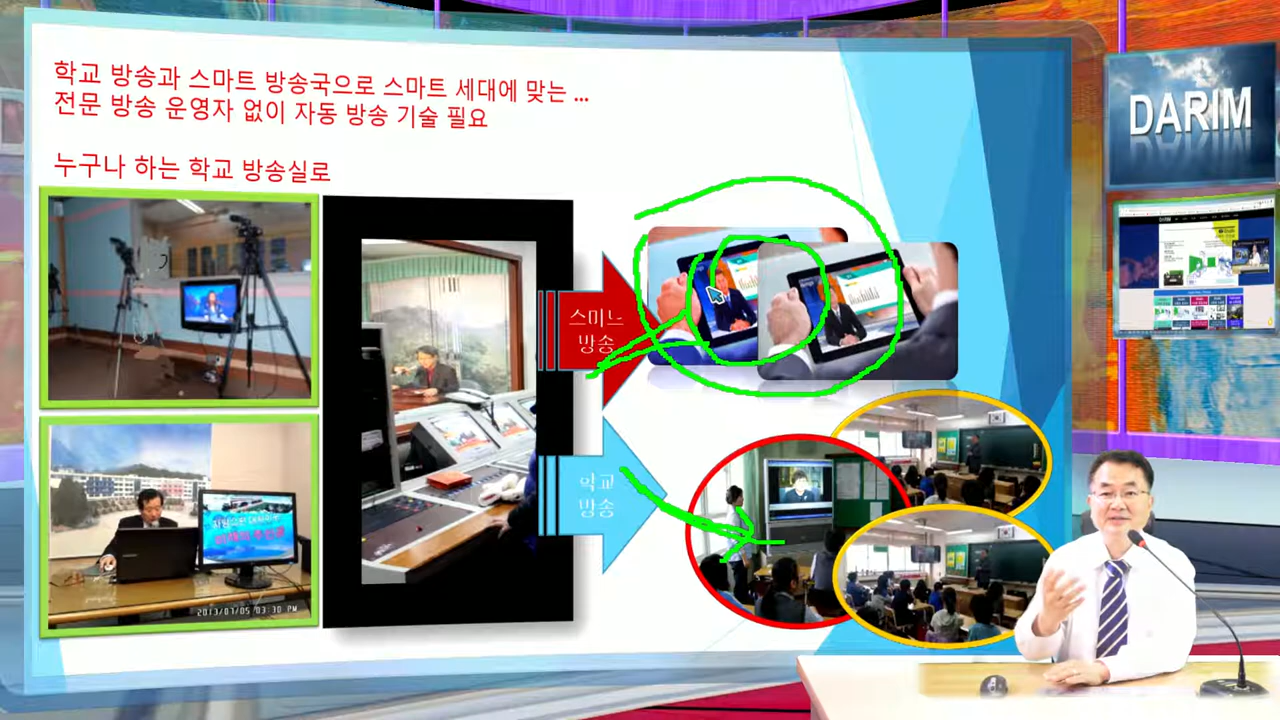 학교 방송과 스마트 방송국으로 스마트 세대에 맞는 ...
전문 방송 운영자 없이 자동 방송 기술 필요
누구나 하는 학교 방송실로
방송
학교
방송
2013/07/05 03:30 PM
DARIM